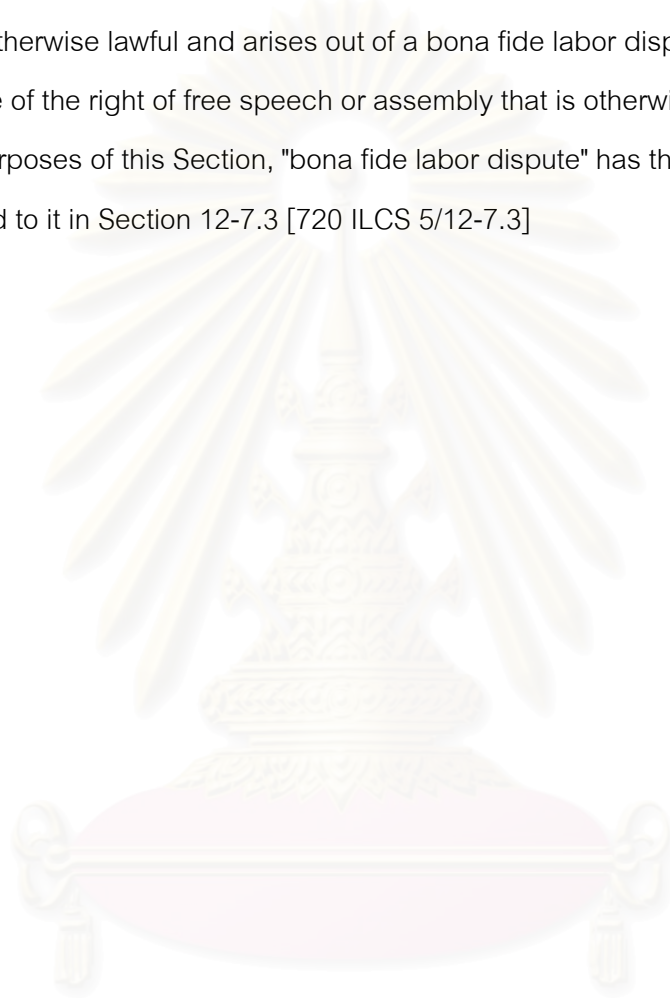 therwise lawful and arises out of a bona fide labor disp
e of the right of free speech or assembly that is otherwi
rposes of this Section, "bona fide labor dispute" has th
d to it in Section 12-7.3 [720 ILCS 5/12-7.3]